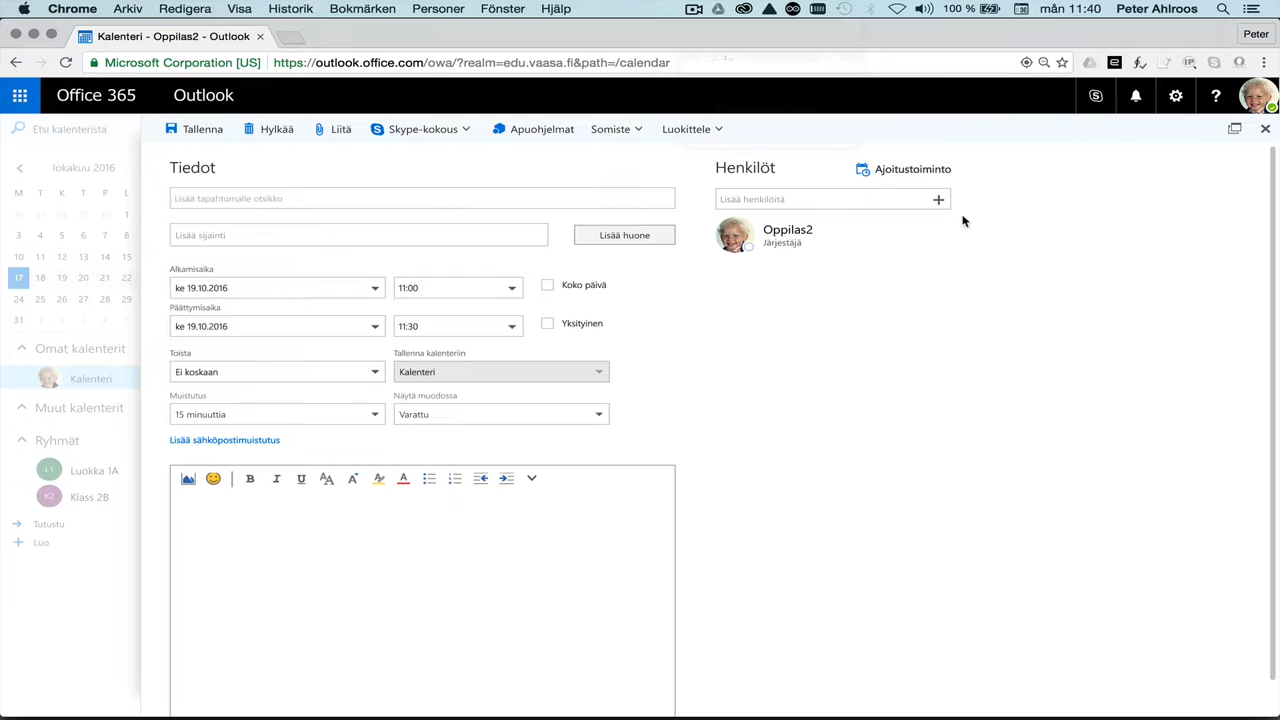 Chrome Arkiv Redigera Visa Historik Bokmärken Personer Fönster Hjälp 100 % mån 11:40 Peter Ahlroos
Kalenteri - Oppilas2 - Outlook Peter
Microsoft Corporation [US] https://outlook.office.com/owa/?realm=edu.vaasa.fi&path=/calendar
Office 365 Outlook
Etsi kalenterista Tallenna Hylkää Liitä Skype-kokous Apuohjelmat Somiste Luokittele
lokakuu 2016
M T K T P L
1
3 4 5 6 7 8
10 11 12 13 14 15
17 18 19 20 21 22
24 25 26 27 28 29
31
Omat kalenterit
Kalenteri
Muut kalenterit
Ryhmät
L1 Luokka 1A
K2 Klass 2B
Tutustu
Luo
Tiedot
Lisää tapahtumalle otsikko
Lisää sijainti Lisää huone
Alkamisaika
ke 19.10.2016 11:00 Koko päivä
Päättymisaika
ke 19.10.2016 11:30 Yksityinen
Toista Tallenna kalenteriin
Ei koskaan Kalenteri
Muistutus Näytä muodossa
15 minuuttia Varattu
Lisää sähköpostimuistutus
Henkilöt Ajoitustoiminto
Lisää henkilöitä
Oppilas2
Järjestäjä